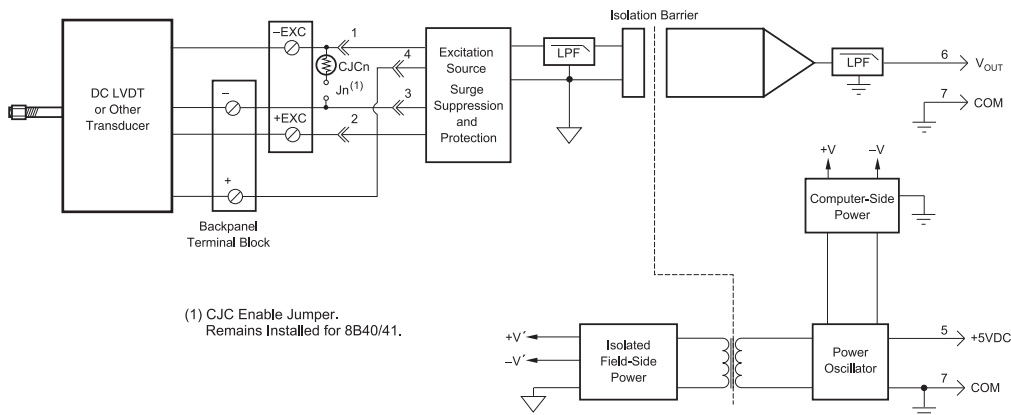 Isolation Barrier
–EXC
1
4
CJCn
Jn(1)
3
–
+EXC
2
+
DC LVDT
or Other
Transducer
Backpanel
Terminal Block
Excitation
Source
Surge
Suppression
and
Protection
LPF
LPF
6
VOUT
7
COM
+V
–V
Computer-Side
Power
(1) CJC Enable Jumper.
Remains Installed for 8B40/41.
+V´
–V´
Isolated
Field-Side
Power
Power
Oscillator
5
+5VDC
7
COM